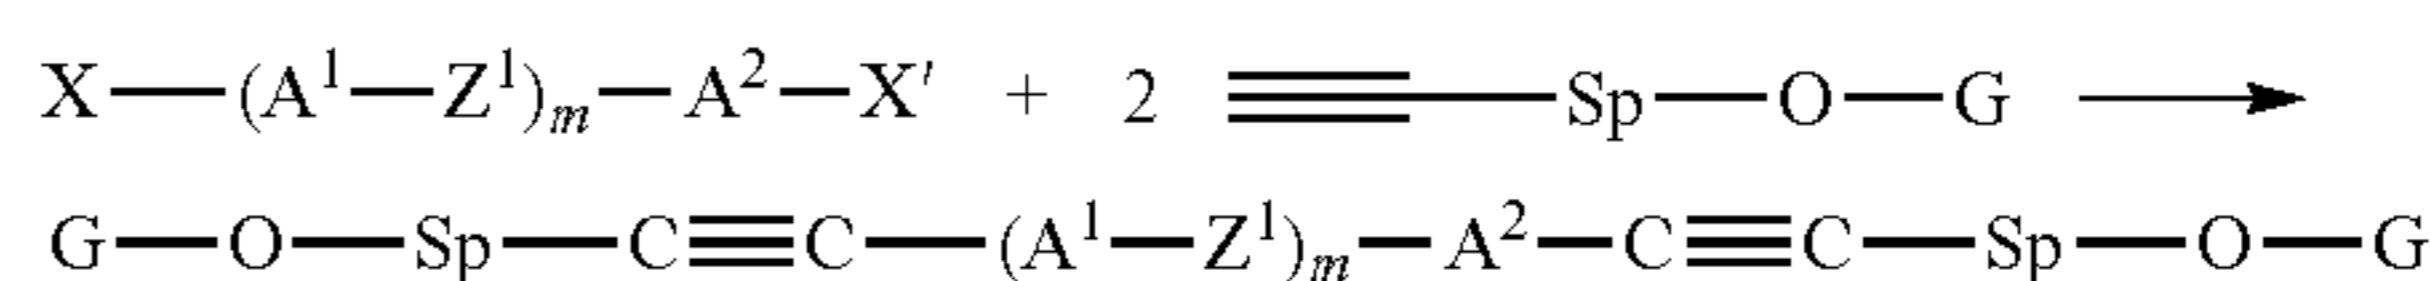 X—(A¹—Z¹)ₘ—A²—X′ + 2 ≡—Sp—O—G ⟶
G—O—Sp—C≡C—(A¹—Z¹)ₘ—A²—C≡C—Sp—O—G